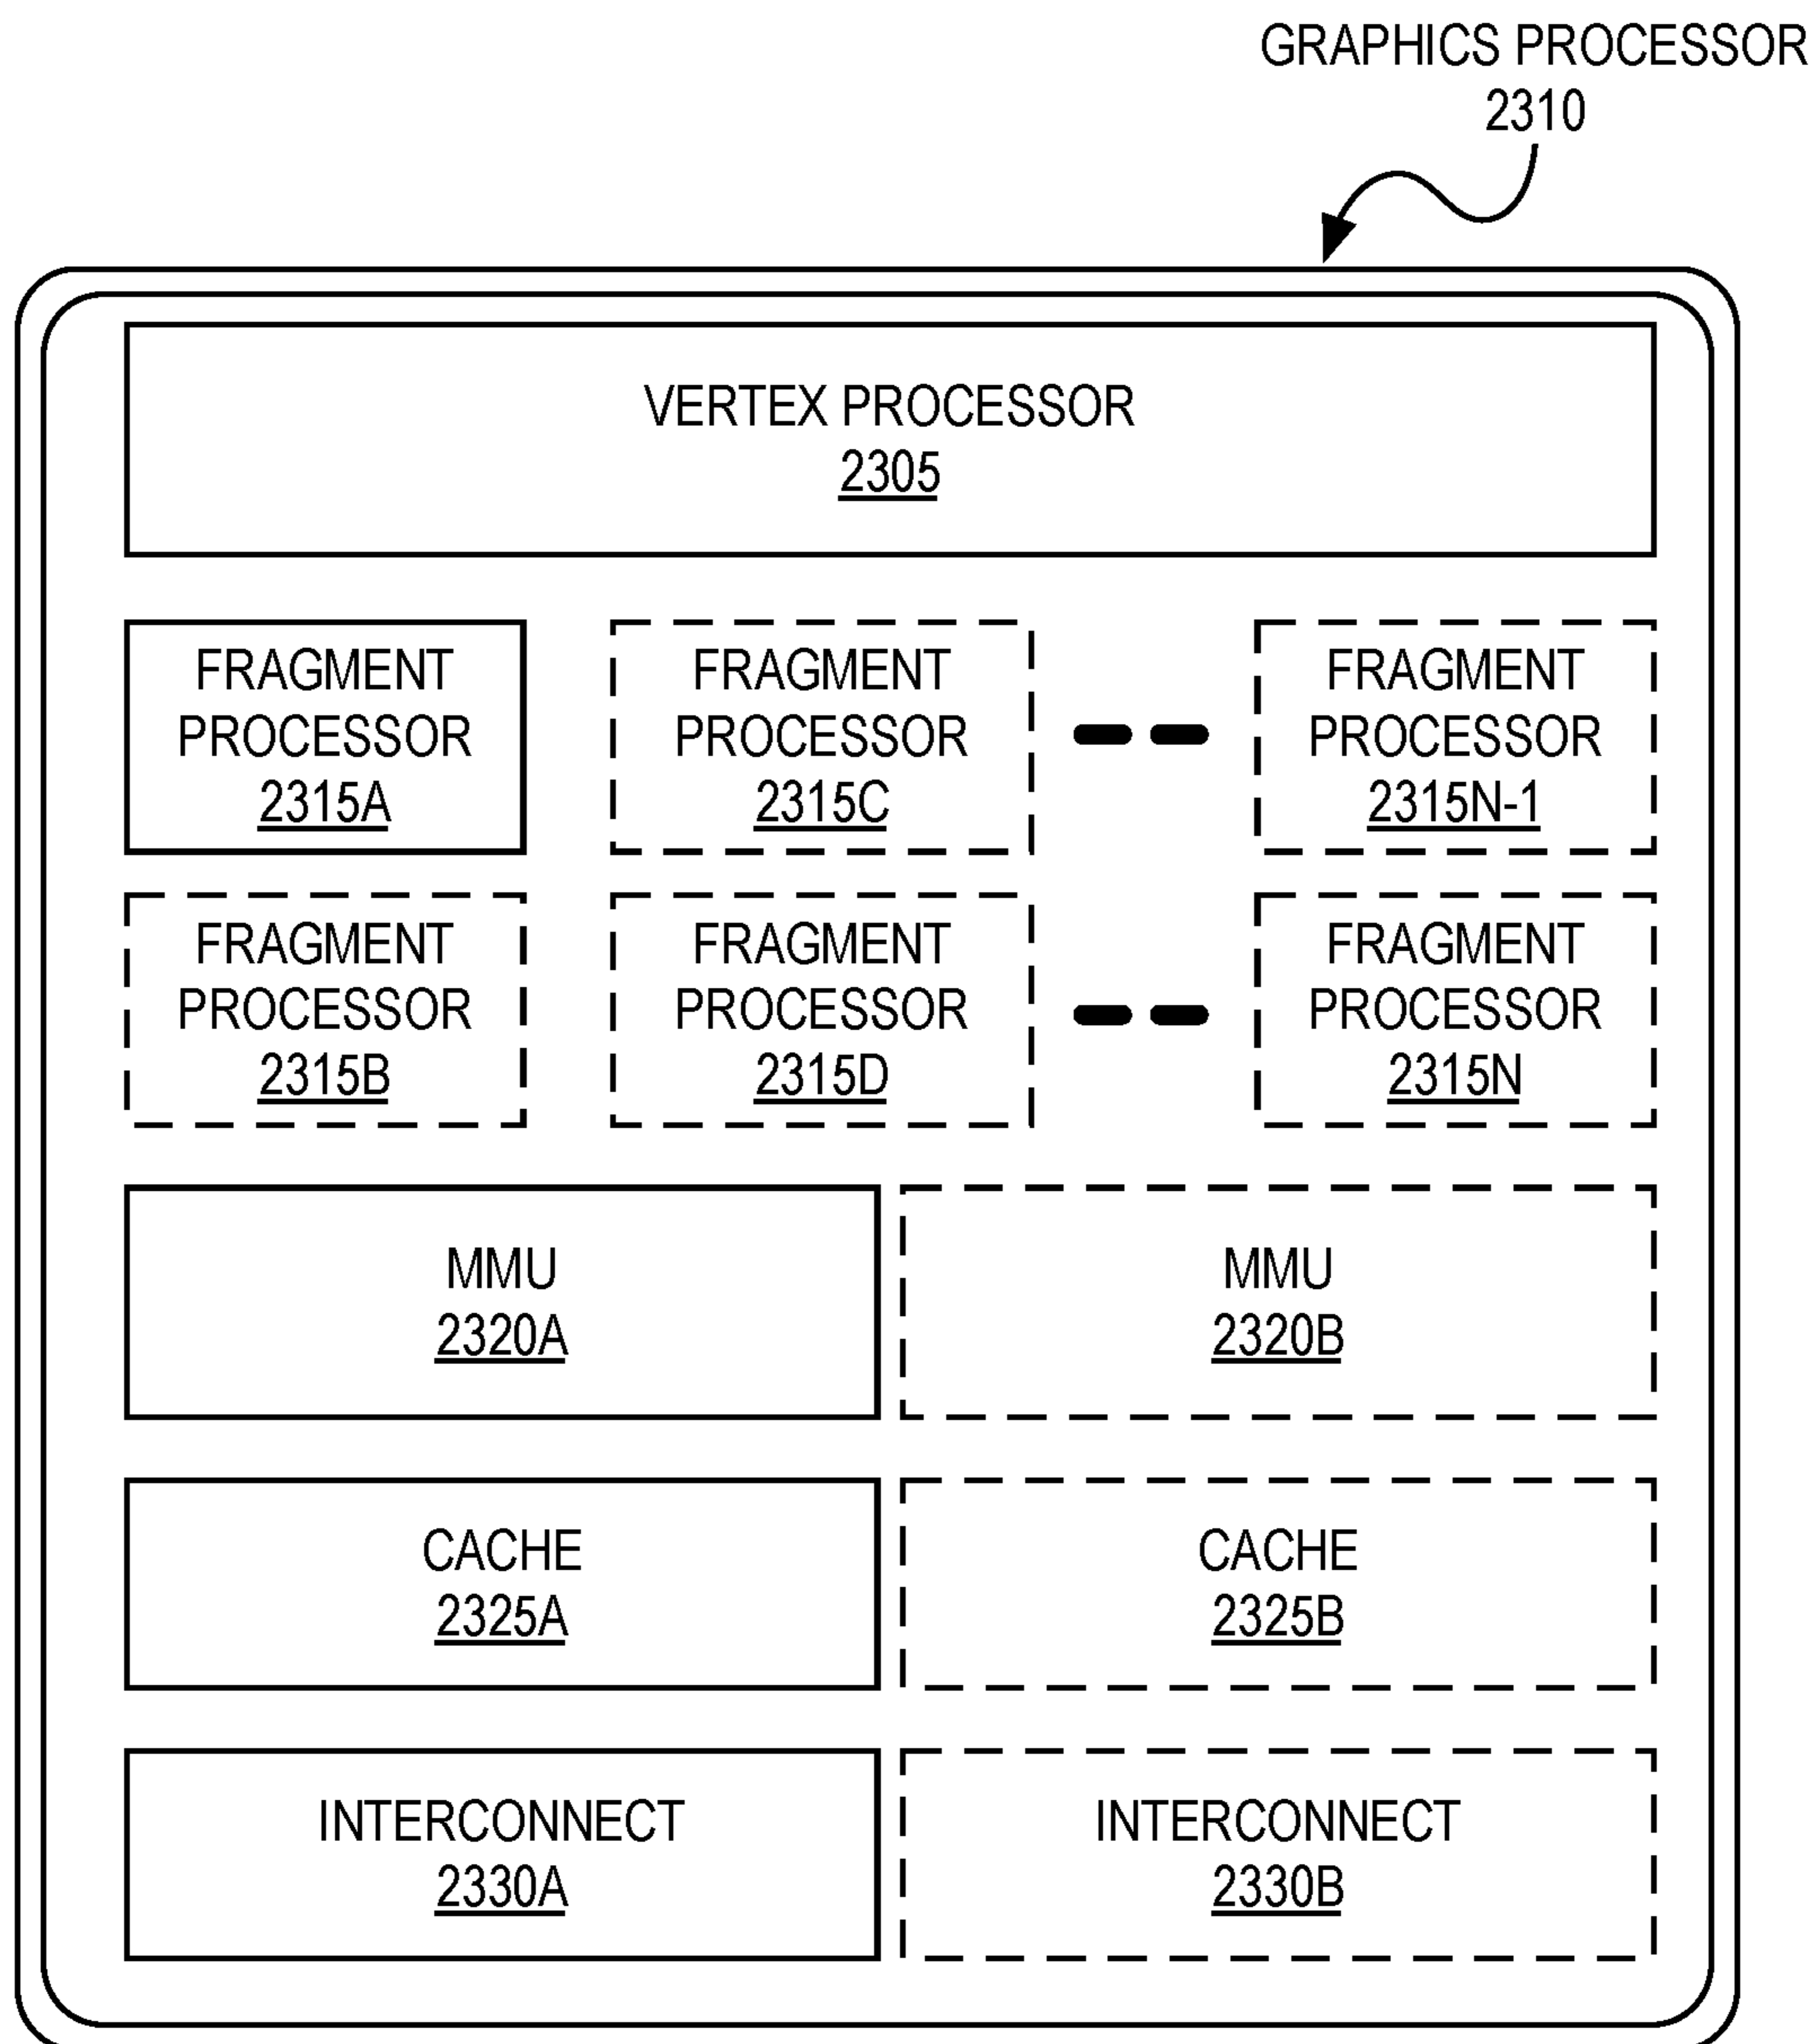 GRAPHICS PROCESSOR
2310
VERTEX PROCESSOR
2305
FRAGMENT
PROCESSOR
2315A
FRAGMENT
PROCESSOR
2315C
FRAGMENT
PROCESSOR
2315N-1
FRAGMENT
PROCESSOR
2315B
FRAGMENT
PROCESSOR
2315D
FRAGMENT
PROCESSOR
2315N
MMU
2320A
MMU
2320B
CACHE
2325A
CACHE
2325B
INTERCONNECT
2330A
INTERCONNECT
2330B